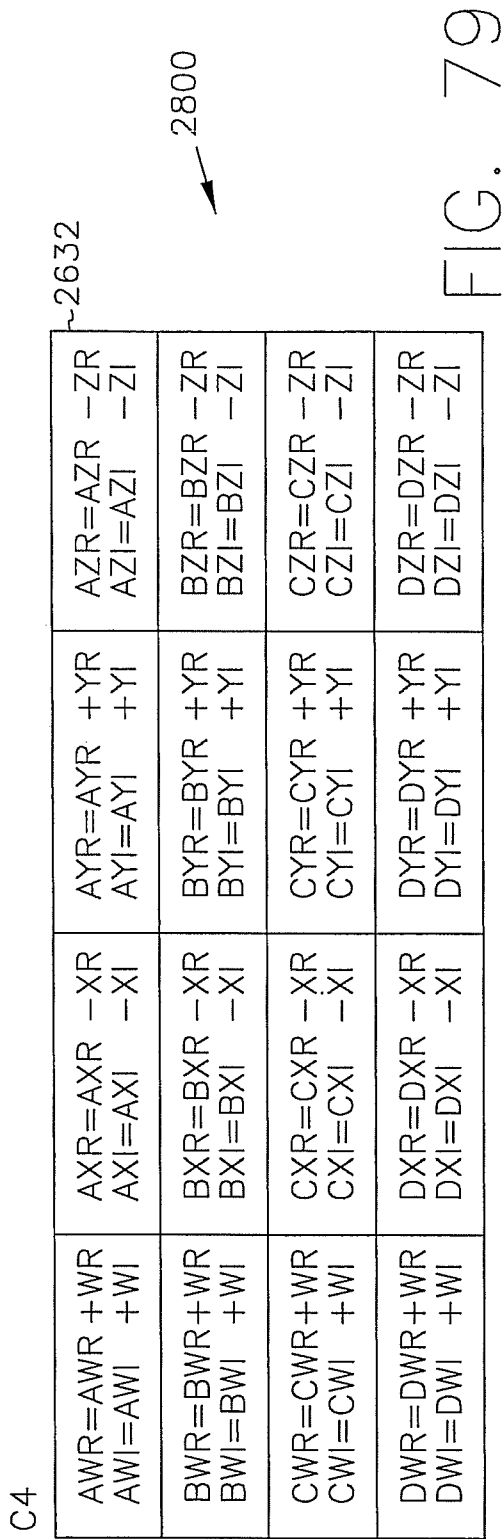 C4
AWR=AWR +WR
AWI=AWI +WI
AXR=AXR −XR
AXI=AXI −XI
AYR=AYR +YR
AYI=AYI +YI
AZR=AZR −ZR
AZI=AZI −ZI
BWR=BWR+WR
BWI=BWI +WI
BXR=BXR −XR
BXI=BXI −XI
BYR=BYR +YR
BYI=BYI +YI
BZR=BZR −ZR
BZI=BZI −ZI
CWR=CWR+WR
CWI=CWI +WI
CXR=CXR −XR
CXI=CXI −XI
CYR=CYR +YR
CYI=CYI +YI
CZR=CZR −ZR
CZI=CZI −ZI
DWR=DWR+WR
DWI=DWI +WI
DXR=DXR −XR
DXI=DXI −XI
DYR=DYR +YR
DYI=DYI +YI
DZR=DZR −ZR
DZI=DZI −ZI
2632
2800
FIG. 79